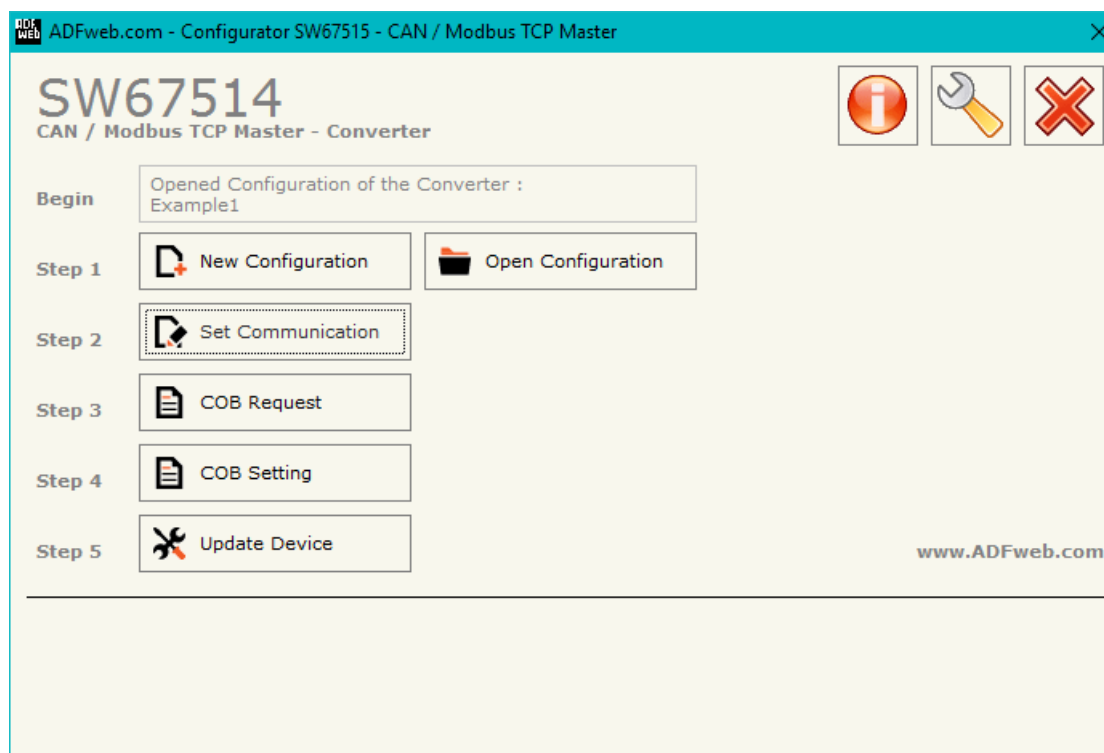 ADFweb.com - Configurator SW67515 - CAN / Modbus TCP Master
SW67514
CAN / Modbus TCP Master - Converter
Begin
Opened Configuration of the Converter :
Example1
Step 1
New Configuration
Open Configuration
Step 2
Set Communication
Step 3
COB Request
Step 4
COB Setting
Step 5
Update Device
www.ADFweb.com